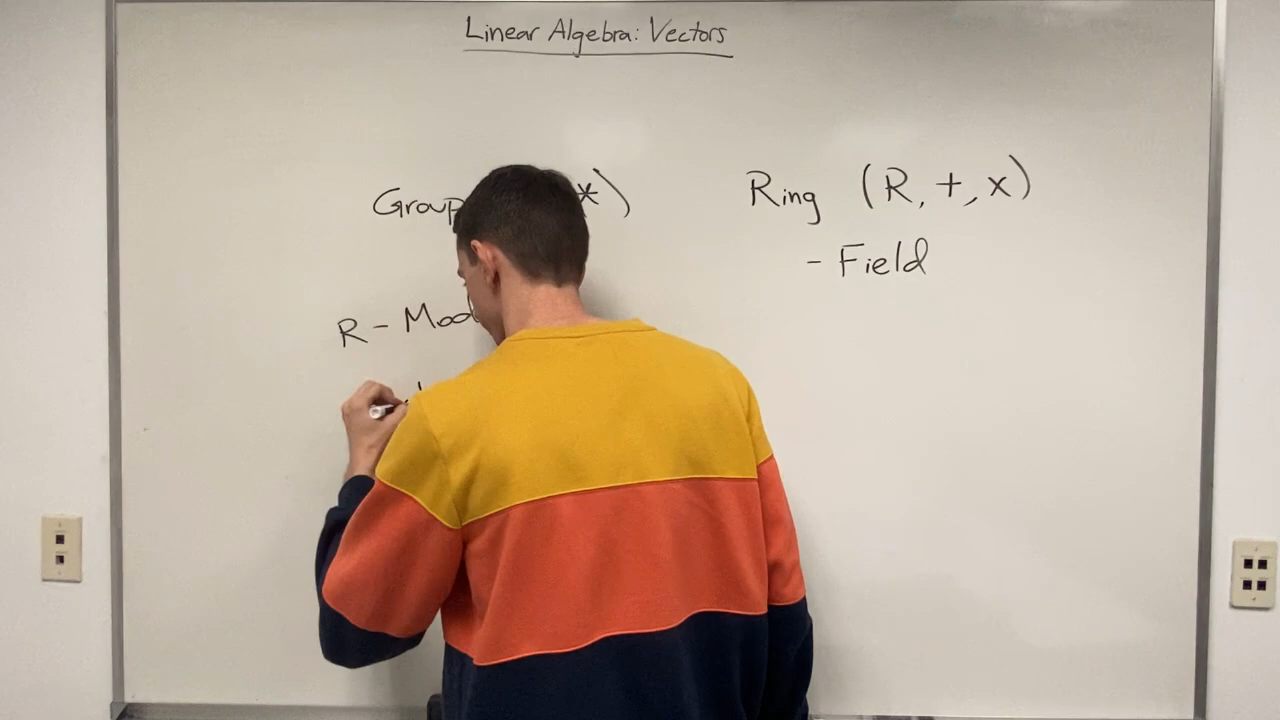 Linear Algebra: Vectors
Group *)
Ring (R, +, x)
- Field
R - Mod